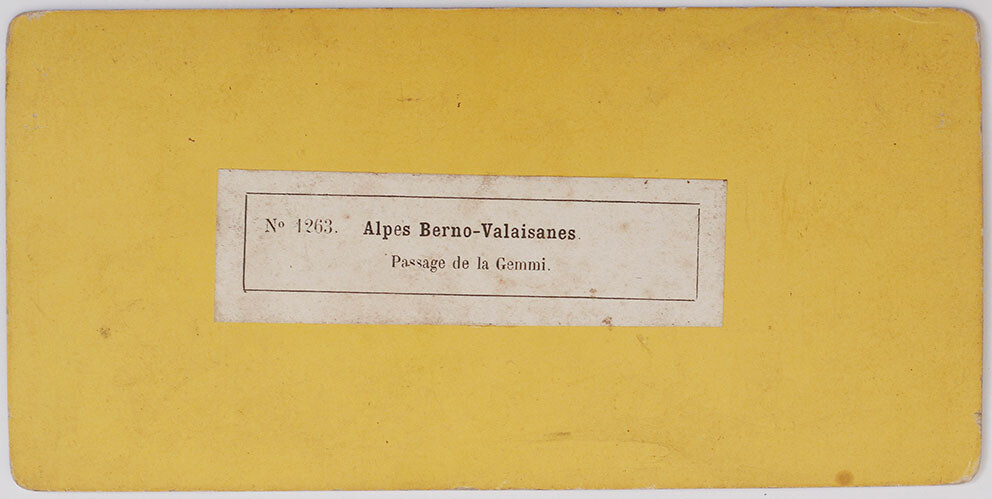 Nº 1263. Alpes Berno-Valaisanes
Passage de la Gemmi.